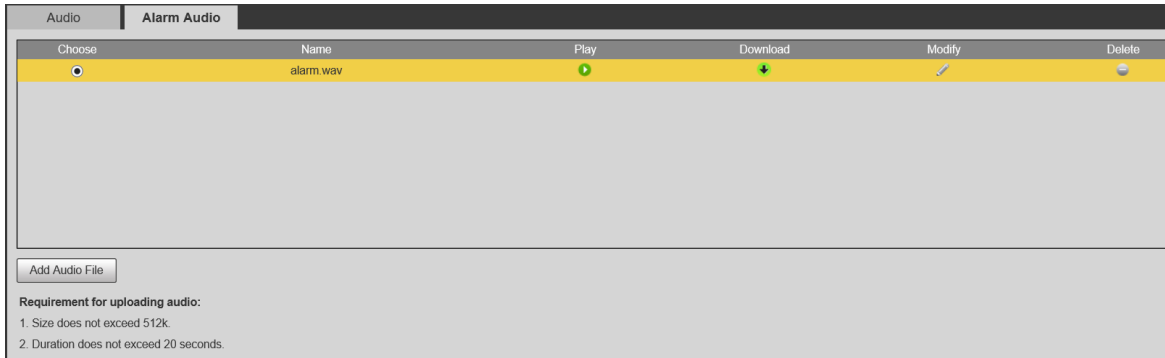 Audio Alarm Audio
Choose Name Play Download Modify Delete
alarm.wav
Add Audio File
Requirement for uploading audio:
1. Size does not exceed 512k.
2. Duration does not exceed 20 seconds.